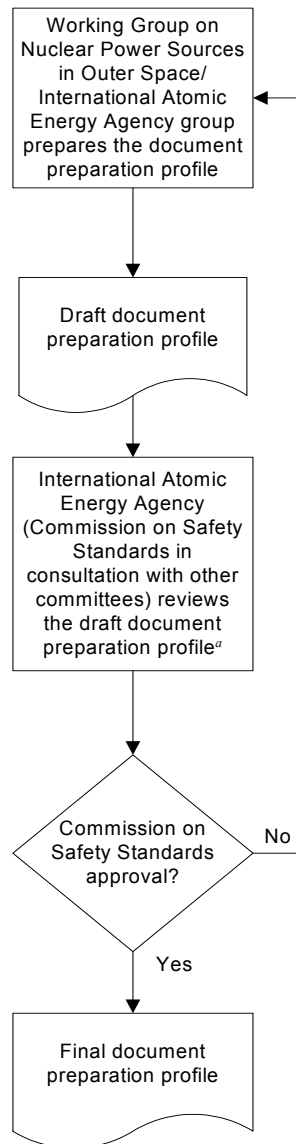 Working Group on
Nuclear Power Sources
in Outer Space/
International Atomic
Energy Agency group
prepares the document
preparation profile
Draft document
preparation profile
International Atomic
Energy Agency
(Commission on Safety
Standards in
consultation with other
committees) reviews
the draft document
preparation profileᵃ
Commission on
Safety Standards
approval?
No
Yes
Final document
preparation profile